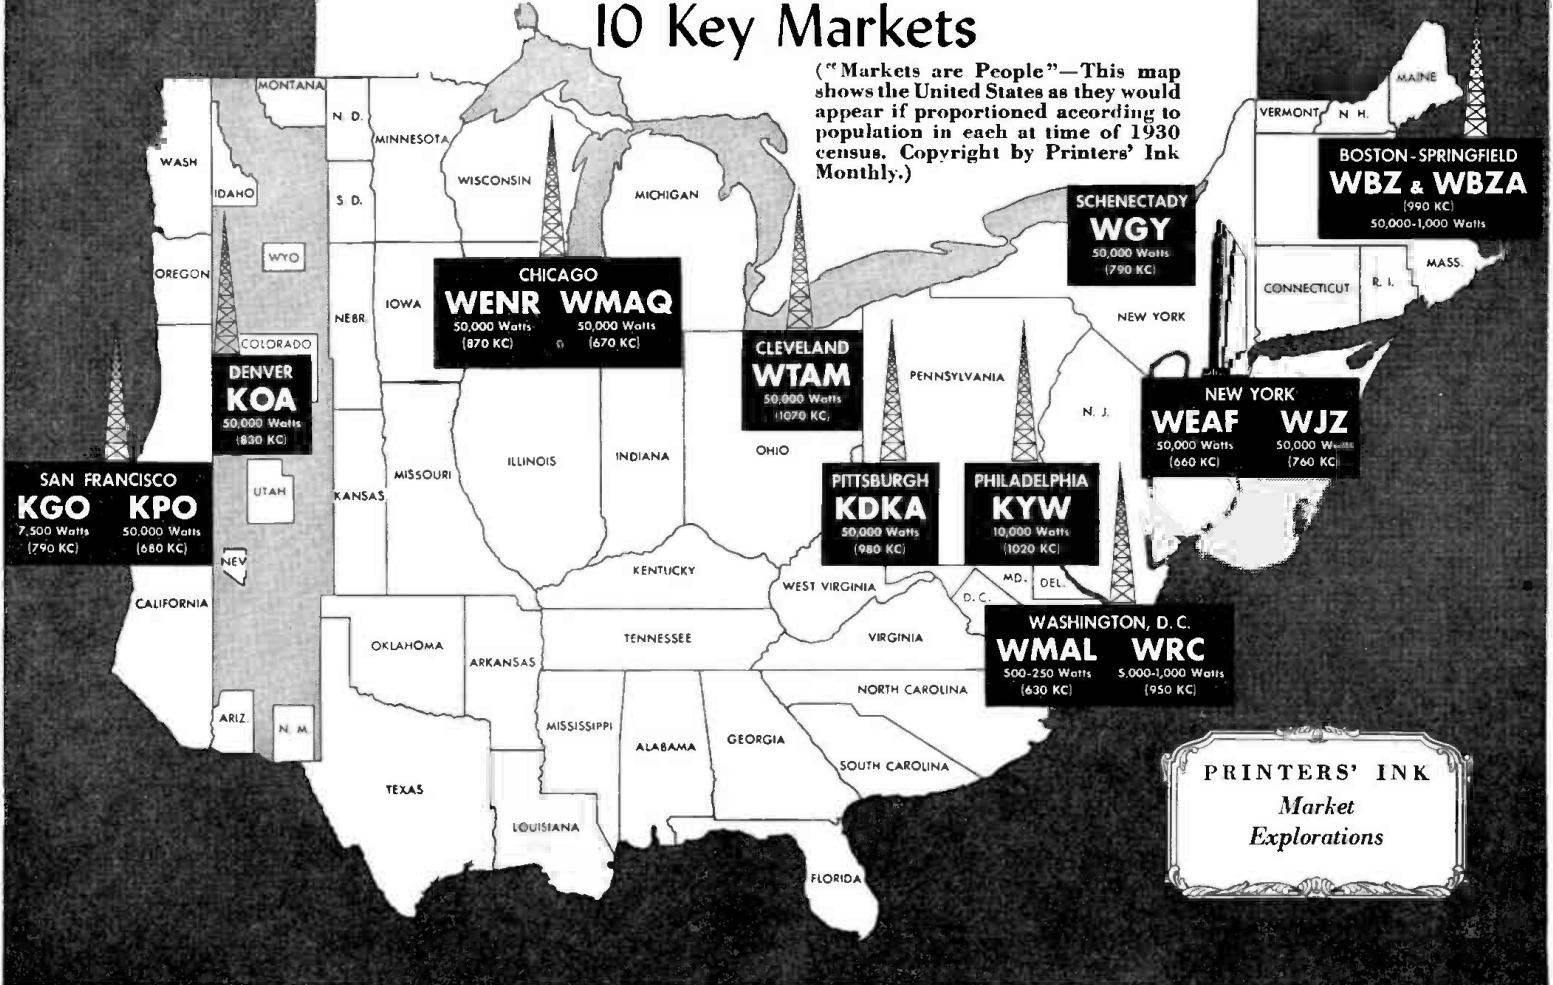 10 Key Markets
("Markets are People"—This map
shows the United States as they would
appear if proportioned according to
population in each at time of 1930
census. Copyright by Printers' Ink
Monthly.)
MAINE
VERMONT
N. H.
MONTANA
N. D.
MINNESOTA
WASH
IDAHO
S. D.
WISCONSIN
MICHIGAN
BOSTON-SPRINGFIELD
WBZ & WBZA
(990 KC)
50,000-1,000 Watts
SCHENECTADY
WGY
50,000 Watts
(790 KC)
WYO
OREGON
MASS.
CONNECTICUT
R. I.
NEBR.
IOWA
CHICAGO
WENR WMAQ
50,000 Watts 50,000 Watts
(870 KC) (670 KC)
NEW YORK
COLORADO
DENVER
KOA
50,000 Watts
(830 KC)
CLEVELAND
WTAM
50,000 Watts
(1070 KC)
PENNSYLVANIA
N. J.
NEW YORK
WEAF WJZ
50,000 Watts 50,000
(660 KC) (760 KC)
OHIO
INDIANA
ILLINOIS
MISSOURI
KANSAS
UTAH
SAN FRANCISCO
KGO KPO
7,500 Watts 50,000 Watts
(790 KC) (680 KC)
PITTSBURGH
KDKA
50,000 Watts
(980 KC)
PHILADELPHIA
KYW
10,000 Watts
(1020 KC)
NEV
CALIFORNIA
KENTUCKY
WEST VIRGINIA
MD.
DEL.
D. C.
WASHINGTON, D. C.
WMAL WRC
500-250 Watts 5,000-1,000 Watts
(630 KC) (950 KC)
OKLAHOMA
ARKANSAS
TENNESSEE
VIRGINIA
NORTH CAROLINA
ARIZ.
N. M.
MISSISSIPPI
ALABAMA
GEORGIA
SOUTH CAROLINA
TEXAS
LOUISIANA
FLORIDA
PRINTERS' INK
Market
Explorations